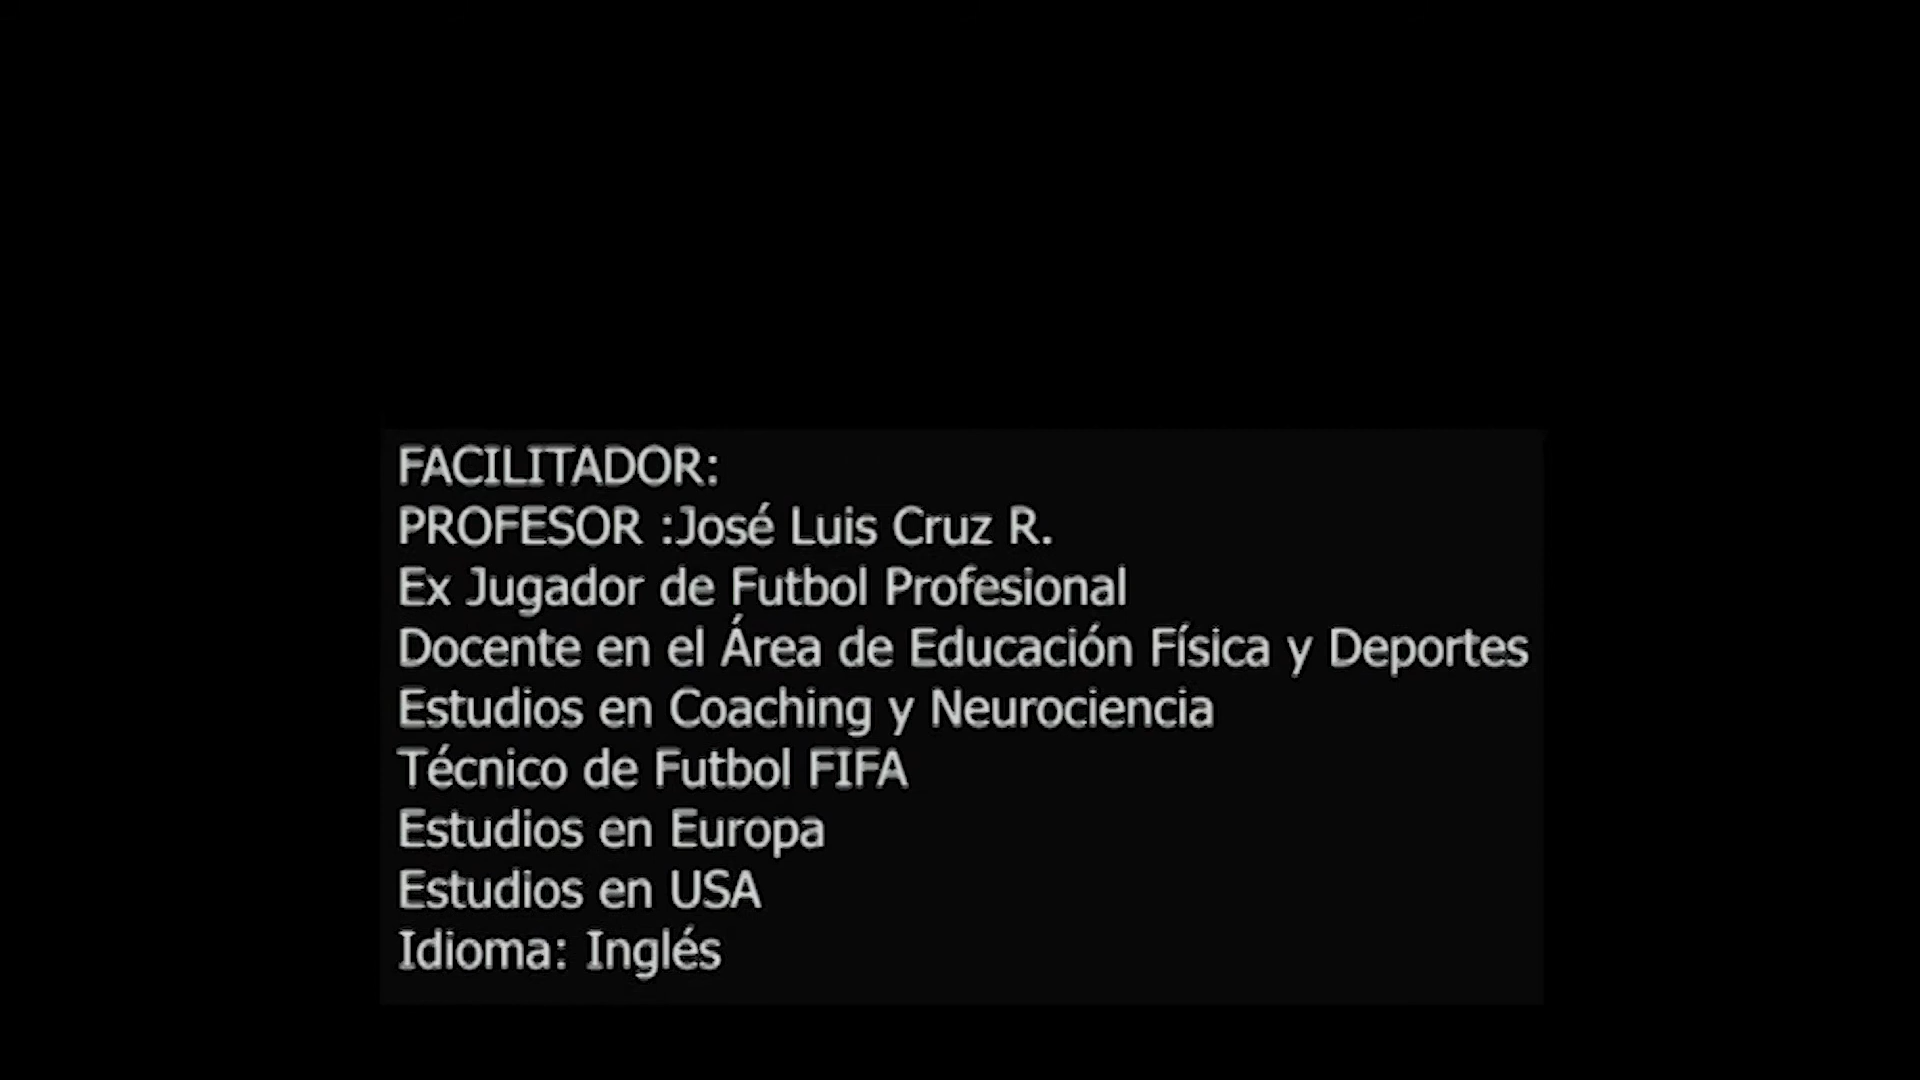 FACILITADOR:
PROFESOR :José Luis Cruz R.
Ex Jugador de Futbol Profesional
Docente en el Área de Educación Física y Deportes
Estudios en Coaching y Neurociencia
Técnico de Futbol FIFA
Estudios en Europa
Estudios en USA
Idioma: Inglés